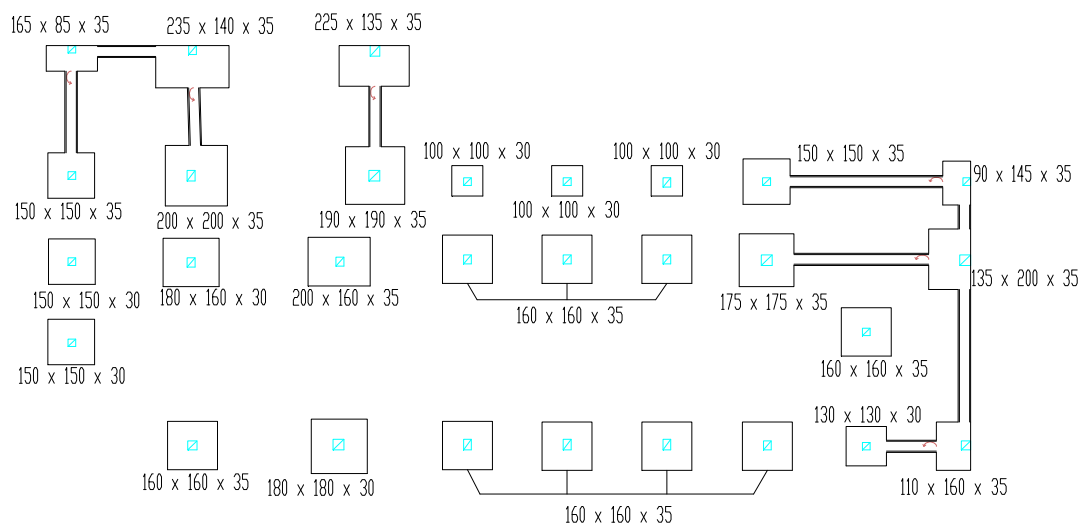 165 x 85 x 35
235 x 140 x 35
225 x 135 x 35
100 x 100 x 30
100 x 100 x 30
150 x 150 x 35
90 x 145 x 35
150 x 150 x 35
200 x 200 x 35
190 x 190 x 35
100 x 100 x 30
150 x 150 x 30
180 x 160 x 30
200 x 160 x 35
160 x 160 x 35
175 x 175 x 35
135 x 200 x 35
150 x 150 x 30
160 x 160 x 35
130 x 130 x 30
160 x 160 x 35
180 x 180 x 30
160 x 160 x 35
110 x 160 x 35